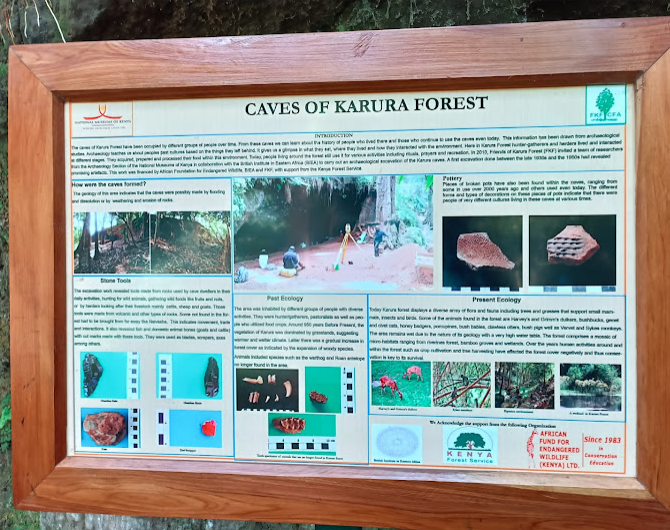 CAVES OF KARURA FOREST
NATIONAL MUSEUMS OF KENYA
FKF CFA
INTRODUCTION
The caves of Karura Forest have been occupied by different groups of people over time. From these caves we can learn about the history of people who lived there and those who continue to use the caves even today. This information has been drawn from archaeological
studies. Archaeology teaches us about peoples past cultures based on the things they left behind. It gives us a glimpse in what they eat, where they lived and how they interacted with the environment. Here in Karura Forest hunter-gatherers and herders lived and interacted
at different stages. They acquired, prepared and processed their food within this environment. Today, people living around the forest still use it for various activities including rituals, prayers and recreation. In 2010, Friends of Karura Forest (FKF) invited a team of researchers
from the Archaeology Section of the National Museums of Kenya in collaboration with the British Institute in Eastern Africa (BIEA) to carry out an archaeological excavation of the Karura caves. A first excavation done between the late 1950s and the 1960s had revealed
promising artefacts. This work was financed by African Foundation for Endangered Wildlife, BIEA and FKF, with support from the Kenya Forest Service.
How were the caves formed?
The geology of this area indicates that the caves were possibly made by flooding
and dissolution or by weathering and erosion of rocks.
Pottery
Pieces of broken pots have also been found within the caves, ranging from
some in use over 2000 years ago and others used even today. The different
forms and types of decorations on these pieces of pots indicate that there were
people of very different cultures living in these caves at various times.
Stone Tools
The excavation work revealed tools made from rocks used by cave dwellers in their
daily activities, hunting for wild animals, gathering wild foods like fruits and nuts,
or by herders looking after their livestock mainly cattle, sheep and goats. These
tools were made from volcanic and other types of rocks. Some not found in the for-
est had to be brought from far away like Naivasha. This indicates movement, trade
and interactions. It also revealed fish and domestic animal bones (goats and cattle)
with cut marks made with these tools. They were used as blades, scrapers, axes
among others.
Past Ecology
The area was inhabited by different groups of people with diverse
activities. They were hunter/gatherers, pastoralists as well as peo-
ple who utilized food crops. Around 650 years Before Present, the
vegetation of Karura was dominated by grasslands, suggesting
warmer and wetter climate. Latter there was a gradual increase in
forest cover as indicated by the expansion of woody species.
Animals included species such as the warthog and Roan antelope
no longer found in the area.
Present Ecology
Today Karura forest displays a diverse array of flora and fauna including trees and grasses that support small mam-
mals, insects and birds. Some of the animals found in the forest are Harvey's and Grimm's duikers, bushbucks, genet
and civet cats, honey badgers, porcupines, bush babies, clawless otters, bush pigs as well as Vervet and Sykes monkeys.
The area remains wet due to the nature of its geology with a very high water table. The forest comprises a mosaic of
micro-habitats ranging from riverines forest, bamboo groves and wetlands. Over the years human activities around and
within the forest such as crop cultivation and tree harvesting have affected the forest cover negatively and thus conser-
vation is key to its survival.
We Acknowledge the support from the following Organization
KENYA
Forest Service
AFRICAN
FUND FOR
ENDANGERED
WILDLIFE
(KENYA) LTD.
Since 1983
in
Conservation
Education